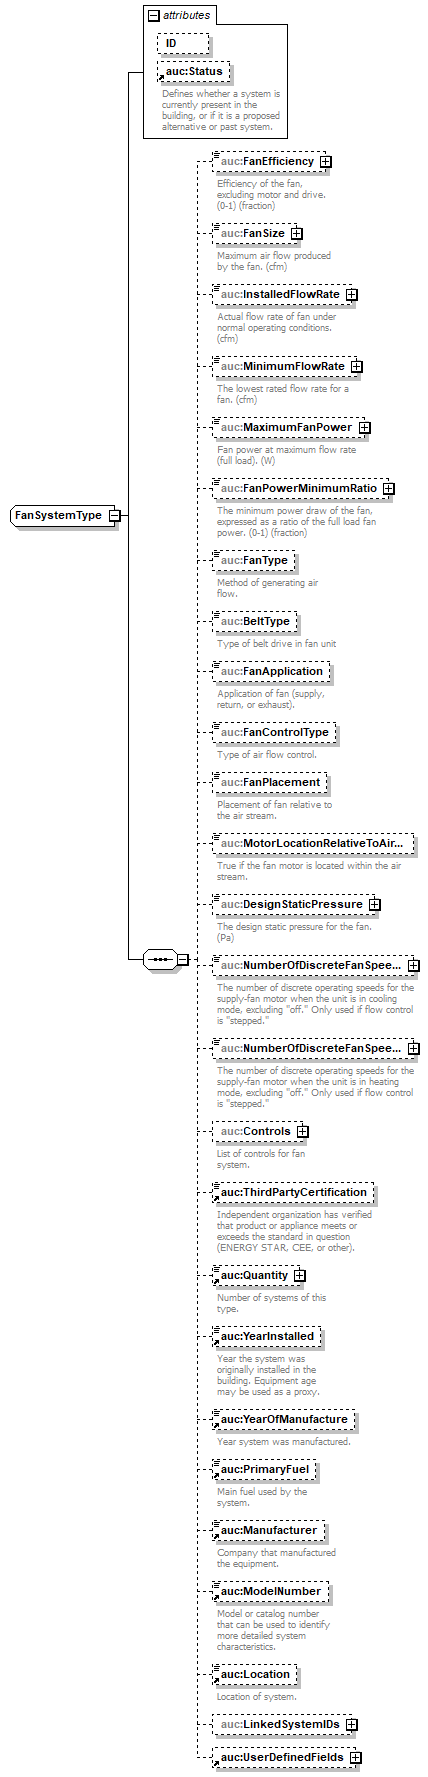 attributes
ID
auc:Status
Defines whether a system is
currently present in the
building, or if it is a proposed
alternative or past system.
auc:FanEfficiency
Efficiency of the fan,
excluding motor and drive.
(0-1) (fraction)
auc:FanSize
Maximum air flow produced
by the fan. (cfm)
auc:InstalledFlowRate
Actual flow rate of fan under
normal operating conditions.
(cfm)
auc:MinimumFlowRate
The lowest rated flow rate for a
fan. (cfm)
auc:MaximumFanPower
Fan power at maximum flow rate
(full load). (W)
auc:FanPowerMinimumRatio
The minimum power draw of the fan,
expressed as a ratio of the full load fan
power. (0-1) (fraction)
FanSystemType
auc:FanType
Method of generating air
flow.
auc:BeltType
Type of belt drive in fan unit
auc:FanApplication
Application of fan (supply,
return, or exhaust).
auc:FanControlType
Type of air flow control.
auc:FanPlacement
Placement of fan relative to
the air stream.
auc:MotorLocationRelativeToAir...
True if the fan motor is located within the air
stream.
auc:DesignStaticPressure
The design static pressure for the fan.
(Pa)
auc:NumberOfDiscreteFanSpee...
The number of discrete operating speeds for the
supply-fan motor when the unit is in cooling
mode, excluding "off." Only used if flow control
is "stepped."
auc:NumberOfDiscreteFanSpee...
The number of discrete operating speeds for the
supply-fan motor when the unit is in heating
mode, excluding "off." Only used if flow control
is "stepped."
auc:Controls
List of controls for fan
system.
auc:ThirdPartyCertification
Independent organization has verified
that product or appliance meets or
exceeds the standard in question
(ENERGY STAR, CEE, or other).
auc:Quantity
Number of systems of this
type.
auc:YearInstalled
Year the system was
originally installed in the
building. Equipment age
may be used as a proxy.
auc:YearOfManufacture
Year system was manufactured.
auc:PrimaryFuel
Main fuel used by the
system.
auc:Manufacturer
Company that manufactured
the equipment.
auc:ModelNumber
Model or catalog number
that can be used to identify
more detailed system
characteristics.
auc:Location
Location of system.
auc:LinkedSystemIDs
auc:UserDefinedFields